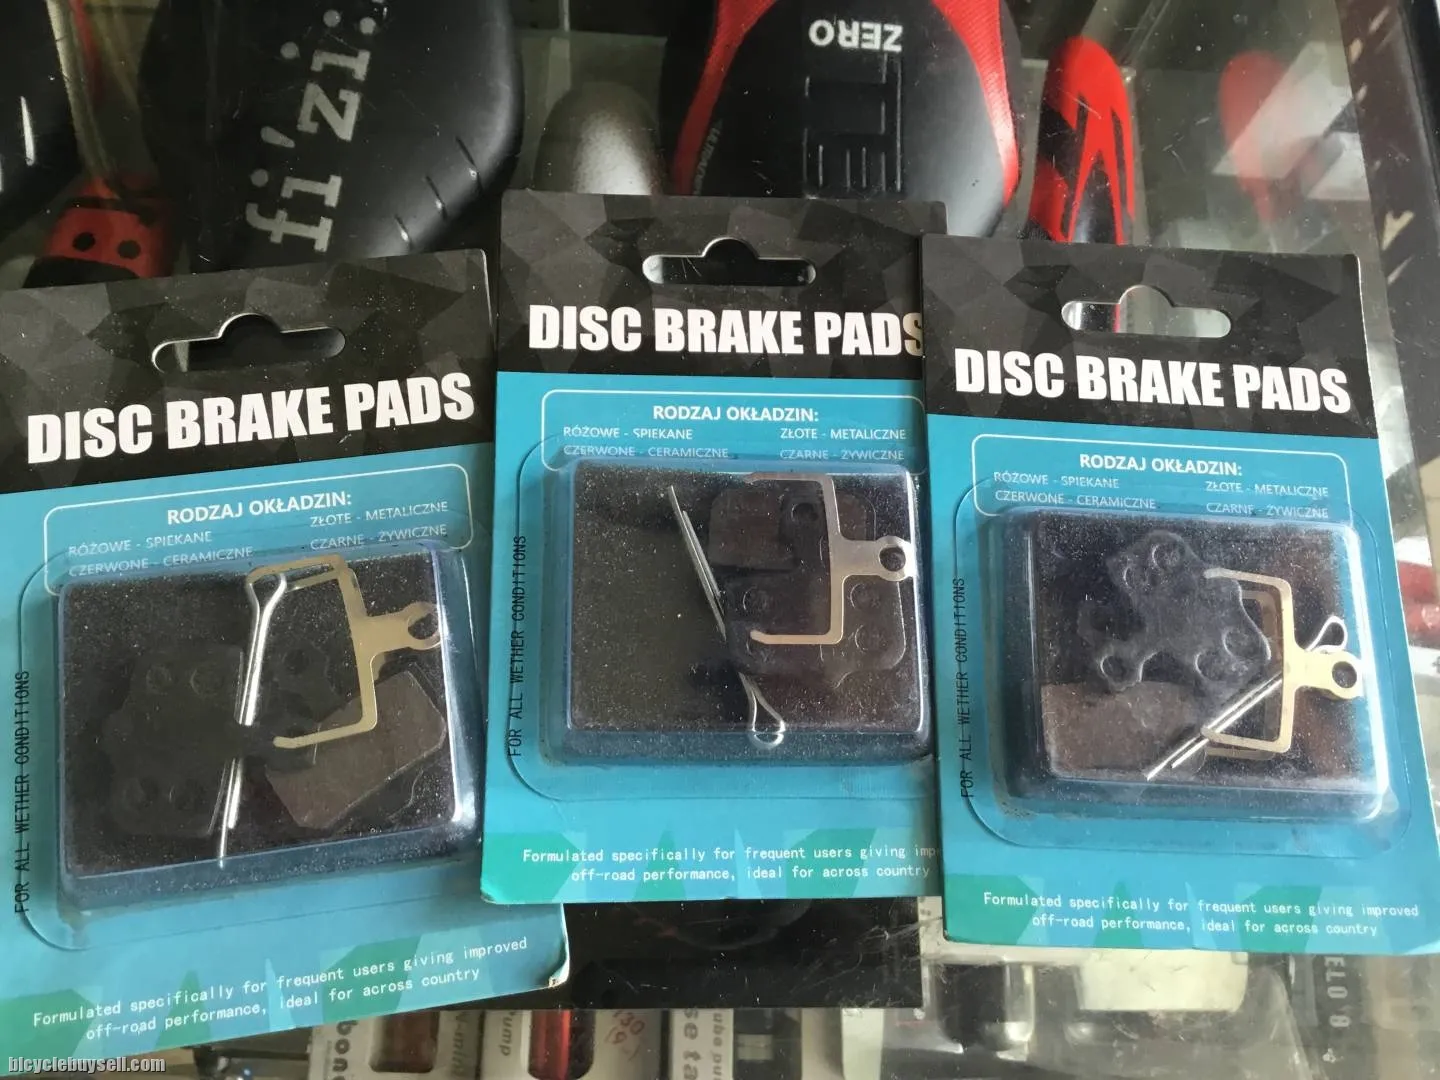 fi'zi:
ZERO
DISC BRAKE PADS
RODZAJ OKŁADZIN:
RÓŻOWE - SPIEKANE
ZŁOTE - METALICZNE
CZERWONE - CERAMICZNE
CZARNE - ŻYWICZNE
FOR ALL WETHER CONDITIONS
Formulated specifically for frequent users giving improved
off-road performance, ideal for across country
DISC BRAKE PADS
RODZAJ OKŁADZIN:
RÓŻOWE - SPIEKANE
ZŁOTE - METALICZNE
CZERWONE - CERAMICZNE
CZARNE - ŻYWICZNE
FOR ALL WETHER CONDITIONS
Formulated specifically for frequent users giving imp
off-road performance, ideal for across country
DISC BRAKE PADS
RODZAJ OKŁADZIN:
RÓŻOWE - SPIEKANE
ZŁOTE - METALICZNE
CZERWONE - CERAMICZNE
CZARNE - ŻYWICZNE
FOR ALL WETHER CONDITIONS
Formulated specifically for frequent users giving improved
off-road performance, ideal for across country
bicyclebuysell.com